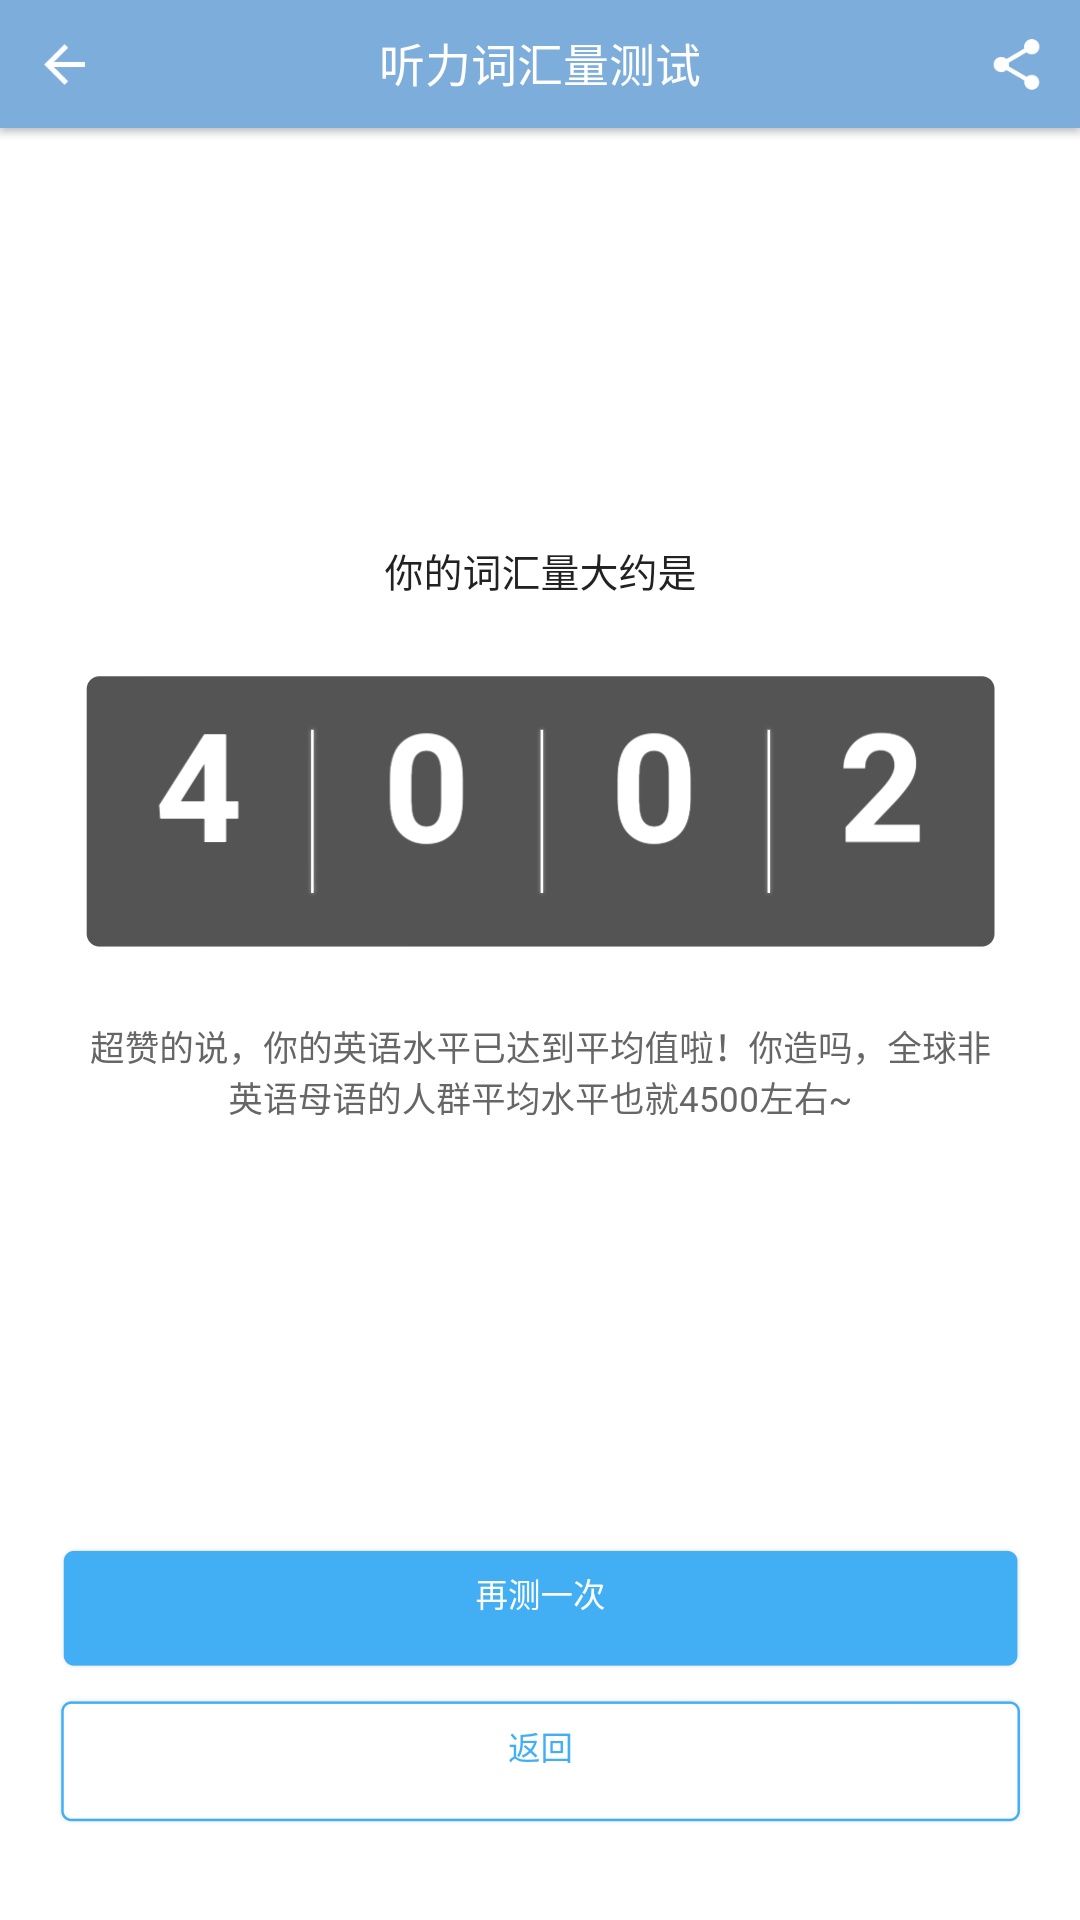 听力词汇量测试
你的词汇量大约是
4 0 0 2
超赞的说，你的英语水平已达到平均值啦！你造吗，全球非
英语母语的人群平均水平也就4500左右~
再测一次
返回